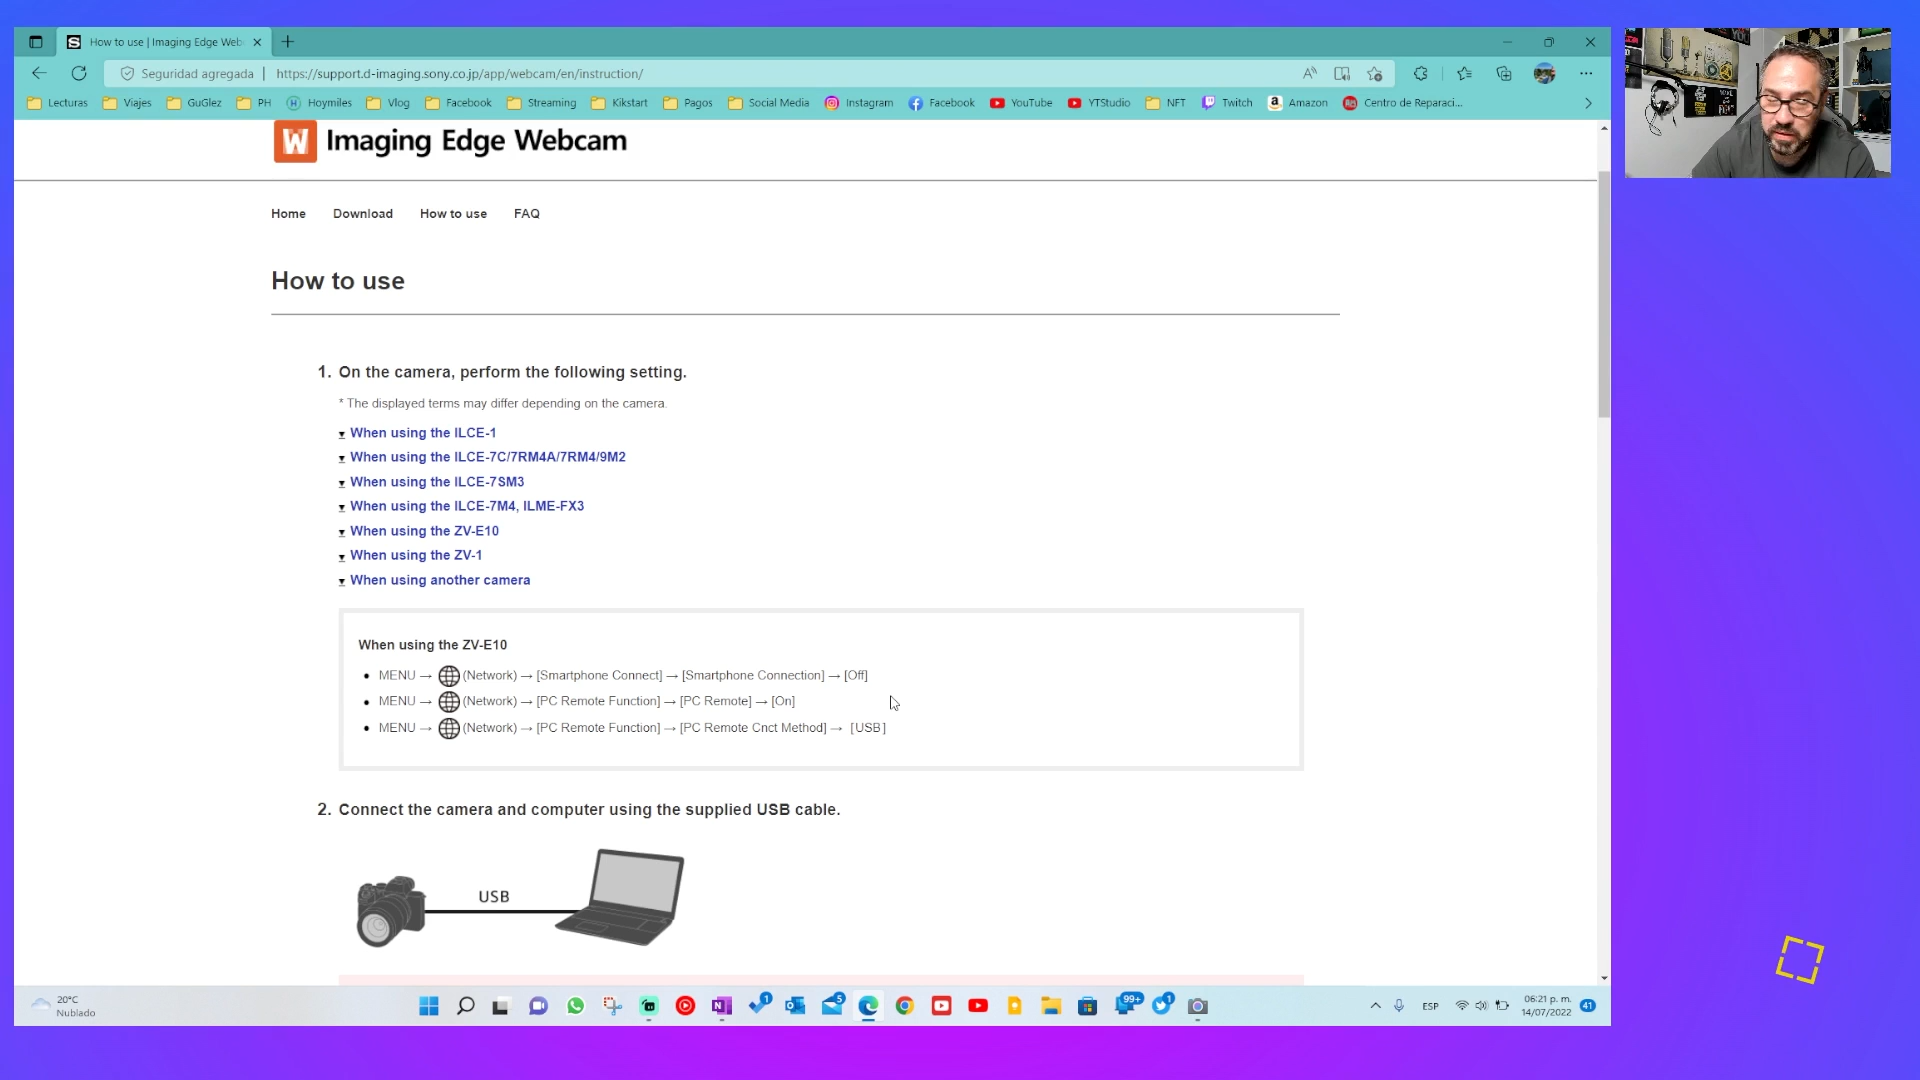 How to use | Imaging Edge Web
Seguridad agregada
https://support.d-imaging.sony.co.jp/app/webcam/en/instruction/
Lecturas
Viajes
GuGlez
PH
Hoymiles
Vlog
Facebook
Streaming
Kikstart
Pagos
Social Media
Instagram
Facebook
YouTube
YTStudio
NFT
Twitch
Amazon
Centro de Reparaci...
W Imaging Edge Webcam
Home
Download
How to use
FAQ
How to use
1. On the camera, perform the following setting.
* The displayed terms may differ depending on the camera.
When using the ILCE-1
When using the ILCE-7C/7RM4A/7RM4/9M2
When using the ILCE-7SM3
When using the ILCE-7M4, ILME-FX3
When using the ZV-E10
When using the ZV-1
When using another camera
When using the ZV-E10
• MENU → (Network) → [Smartphone Connect] → [Smartphone Connection] → [Off]
• MENU → (Network) → [PC Remote Function] → [PC Remote] → [On]
• MENU → (Network) → [PC Remote Function] → [PC Remote Cnct Method] → [USB]
2. Connect the camera and computer using the supplied USB cable.
USB
20°C
Nublado
1
5
99+
1
ESP
06:21 p. m.
14/07/2022
41